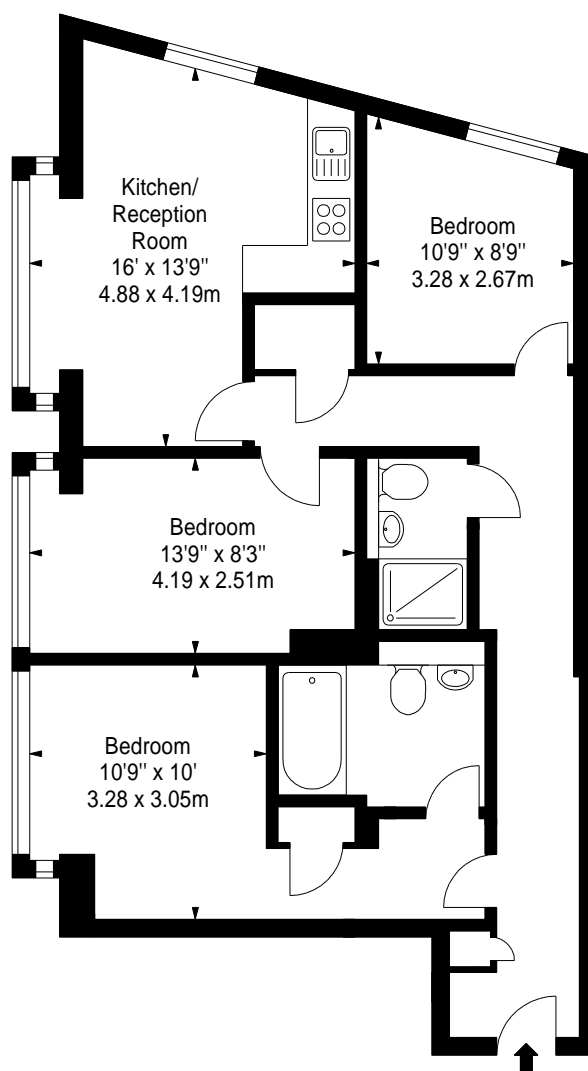 Kitchen/
Reception
Room
16' x 13'9"
4.88 x 4.19m
Bedroom
10'9" x 8'9"
3.28 x 2.67m
Bedroom
13'9" x 8'3"
4.19 x 2.51m
Bedroom
10'9" x 10'
3.28 x 3.05m